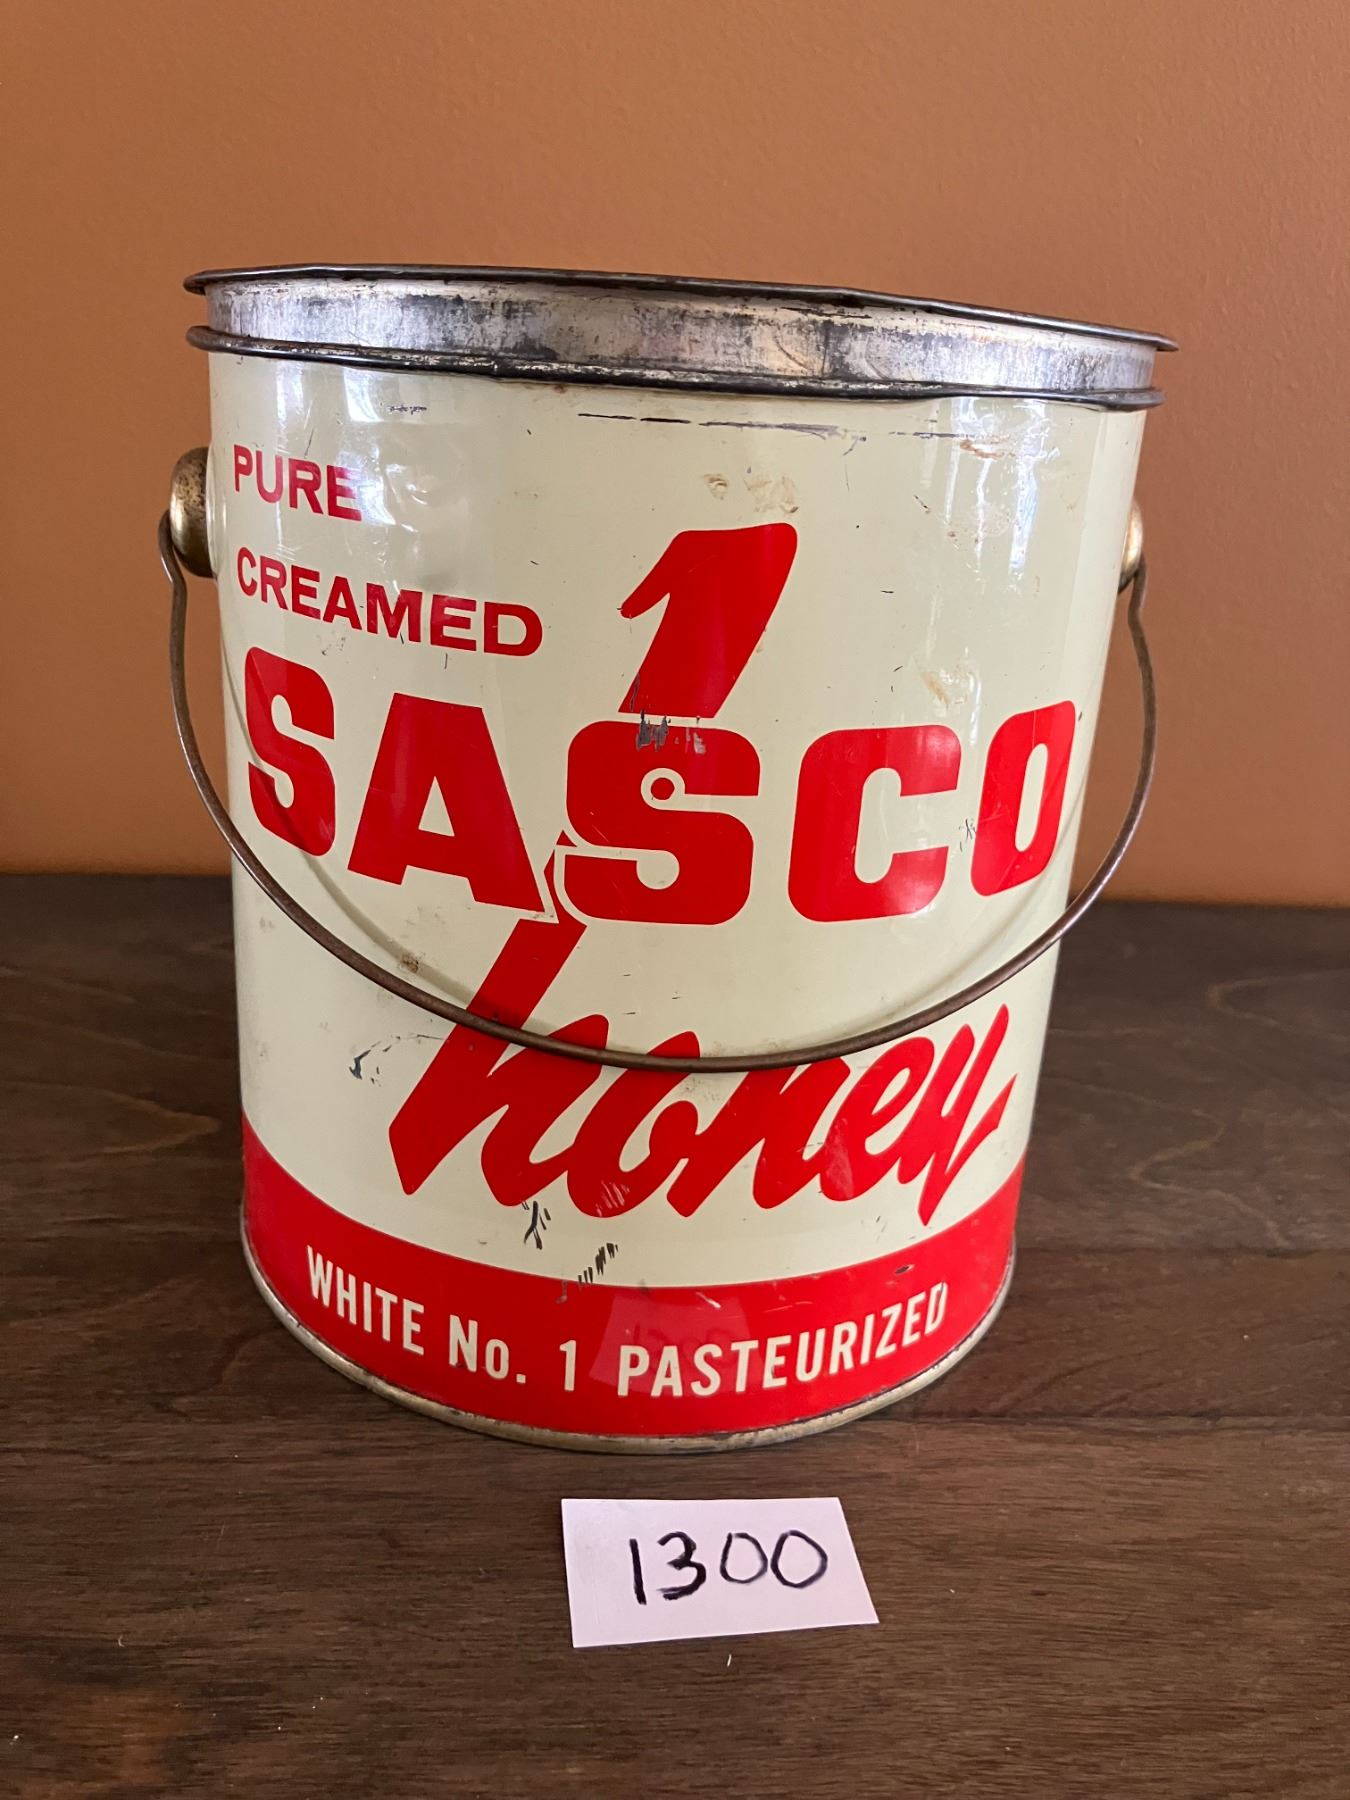 PURE
CREAMED
1
SASCO
honey
WHITE No. 1 PASTEURIZED
1300